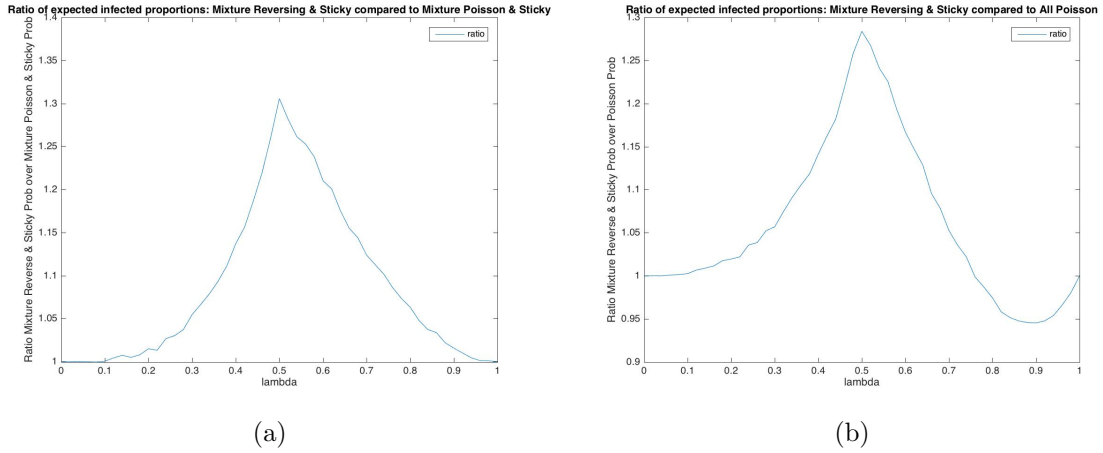 Ratio of expected infected proportions: Mixture Reversing & Sticky compared to Mixture Poisson & Sticky
Ratio Mixture Reverse & Sticky Prob over Mixture Poisson & Sticky Prob
1.4
1.35
1.3
1.25
1.2
1.15
1.1
1.05
1
0 0.1 0.2 0.3 0.4 0.5 0.6 0.7 0.8 0.9 1
lambda
ratio
(a)
Ratio of expected infected proportions: Mixture Reversing & Sticky compared to All Poisson
Ratio Mixture Reverse & Sticky Prob over Poisson Prob
1.3
1.25
1.2
1.15
1.1
1.05
1
0.95
0.9
0 0.1 0.2 0.3 0.4 0.5 0.6 0.7 0.8 0.9 1
lambda
ratio
(b)